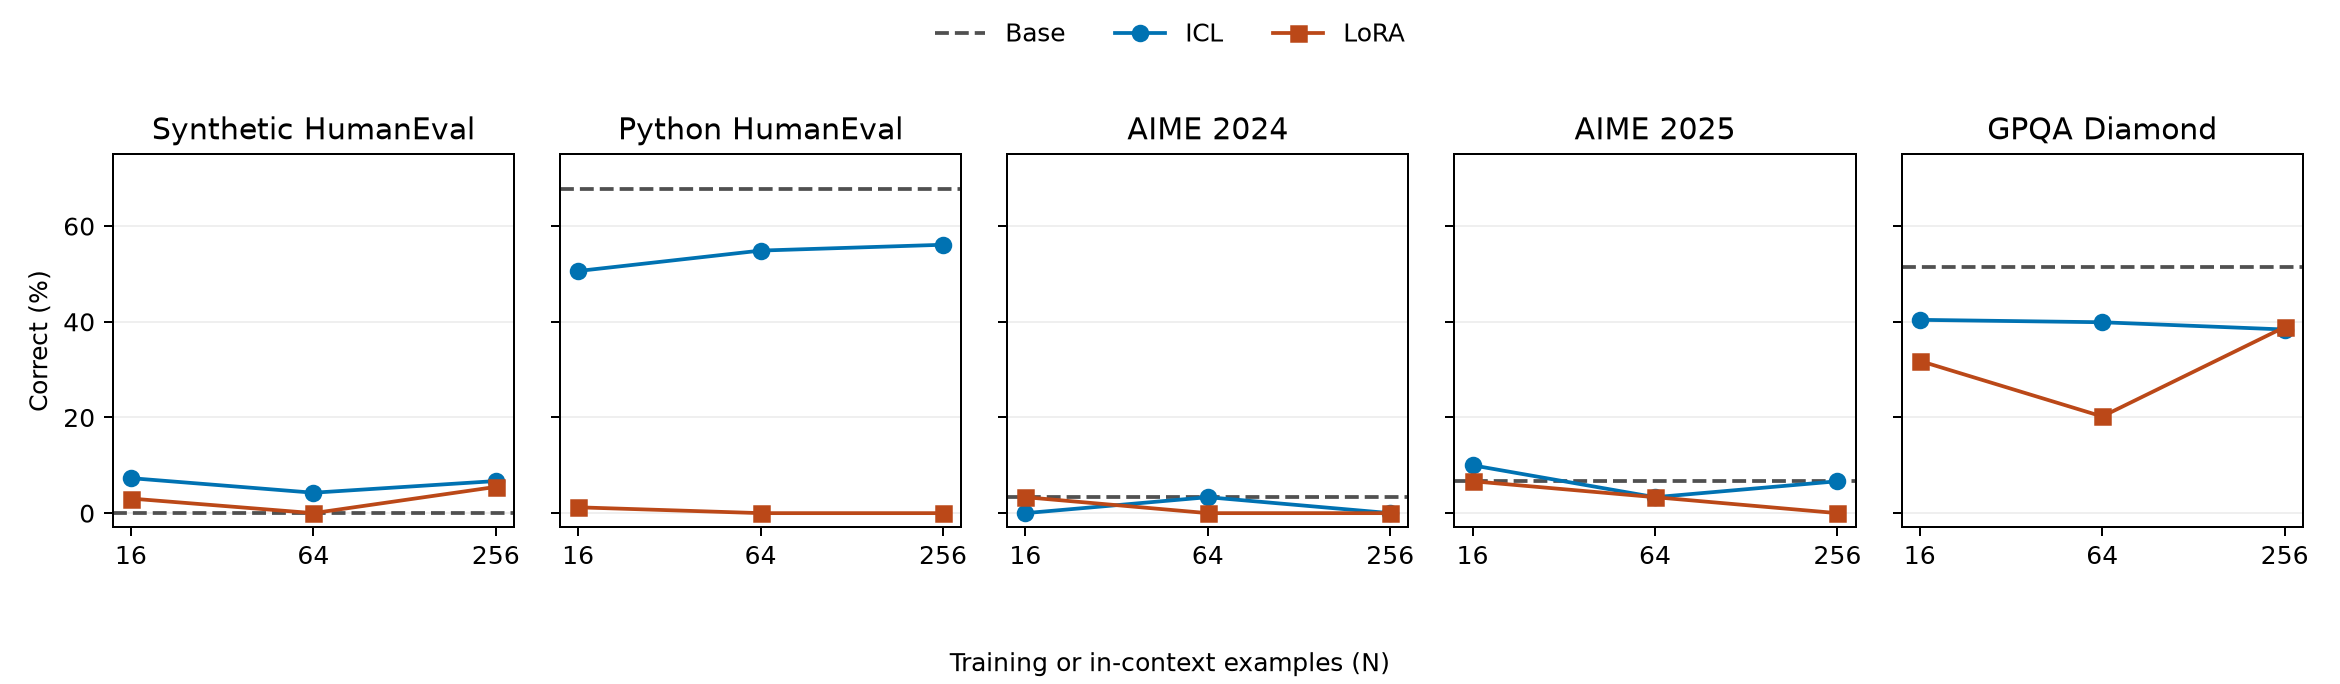 Base ICL LoRA
Synthetic HumanEval Python HumanEval AIME 2024 AIME 2025 GPQA Diamond
Correct (%)
60
40
20
0
16 64 256 16 64 256 16 64 256 16 64 256 16 64 256
Training or in-context examples (N)